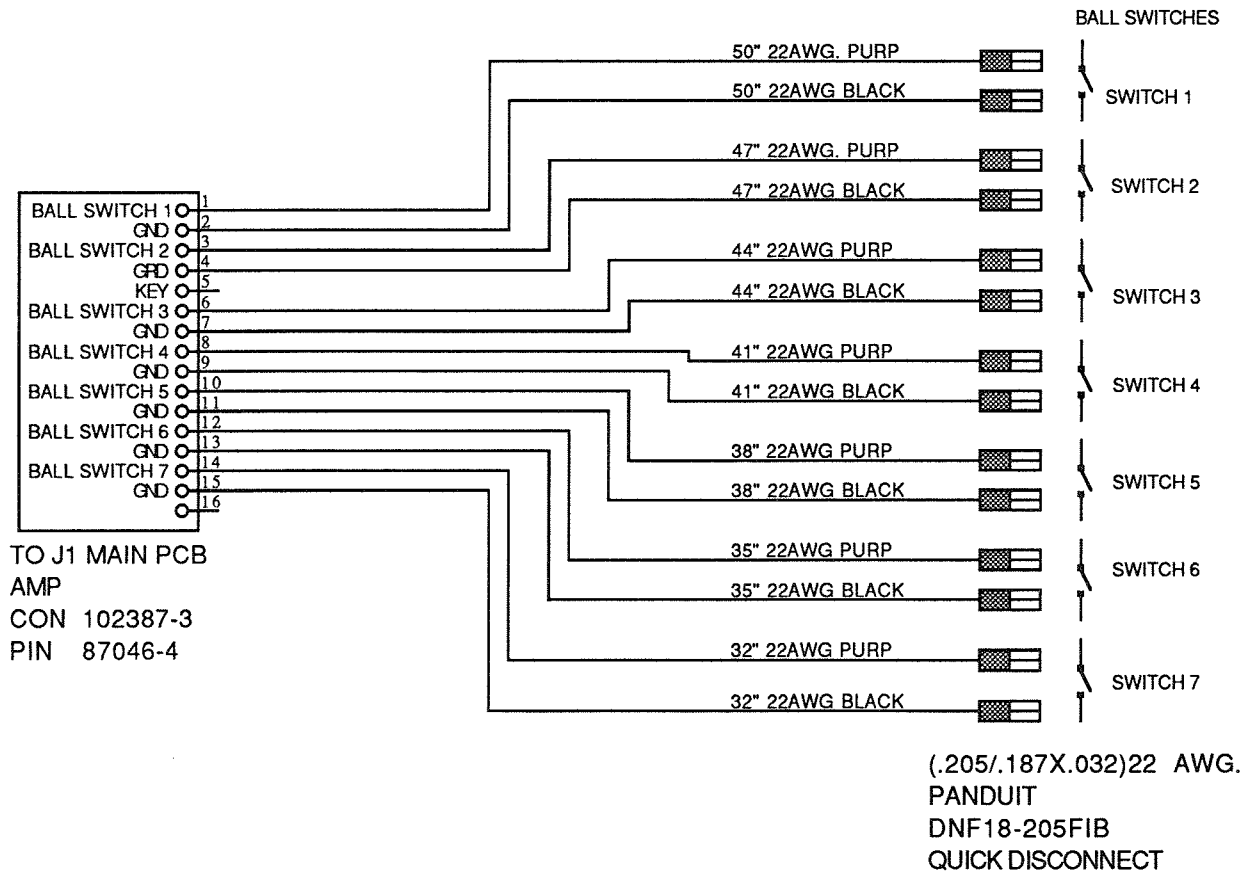 BALL SWITCHES
50" 22AWG. PURP
50" 22AWG BLACK
SWITCH 1
47" 22AWG. PURP
47" 22AWG BLACK
SWITCH 2
44" 22AWG PURP
44" 22AWG BLACK
SWITCH 3
41" 22AWG PURP
41" 22AWG BLACK
SWITCH 4
38" 22AWG PURP
38" 22AWG BLACK
SWITCH 5
35" 22AWG PURP
35" 22AWG BLACK
SWITCH 6
32" 22AWG PURP
32" 22AWG BLACK
SWITCH 7
BALL SWITCH 1 1
GND 2
BALL SWITCH 2 3
GRD 4
KEY 5
BALL SWITCH 3 6
GND 7
BALL SWITCH 4 8
GND 9
BALL SWITCH 5 10
GND 11
BALL SWITCH 6 12
GND 13
BALL SWITCH 7 14
GND 15
16
TO J1 MAIN PCB
AMP
CON 102387-3
PIN 87046-4
(.205/.187X.032)22 AWG.
PANDUIT
DNF18-205FIB
QUICK DISCONNECT